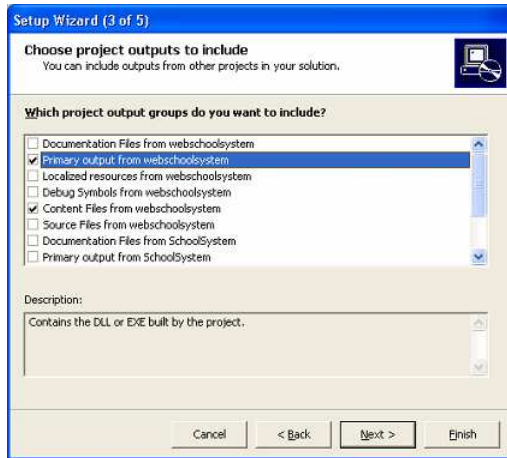 Setup Wizard (3 of 5)
Choose project outputs to include
You can include outputs from other projects in your solution.
Which project output groups do you want to include?
Documentation Files from webschoolsystem
Primary output from webschoolsystem
Localized resources from webschoolsystem
Debug Symbols from webschoolsystem
Content Files from webschoolsystem
Source Files from webschoolsystem
Documentation Files from SchoolSystem
Primary output from SchoolSystem
Description:
Contains the DLL or EXE built by the project.
Cancel
< Back
Next >
Finish